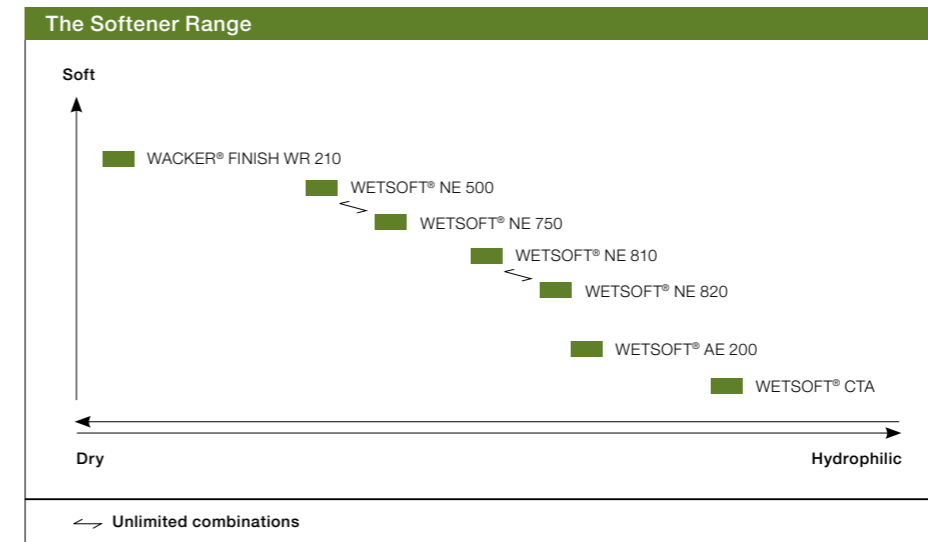 The Softener Range
Soft
WACKER® FINISH WR 210
WETSOFT® NE 500
WETSOFT® NE 750
WETSOFT® NE 810
WETSOFT® NE 820
WETSOFT® AE 200
WETSOFT® CTA
Dry Hydrophilic
Unlimited combinations